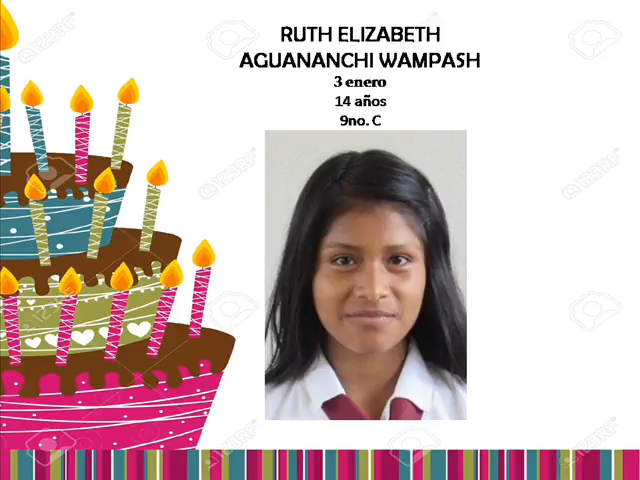 RUTH ELIZABETH
AGUANANCHI WAMPASH
3 enero
14 años
9no. C